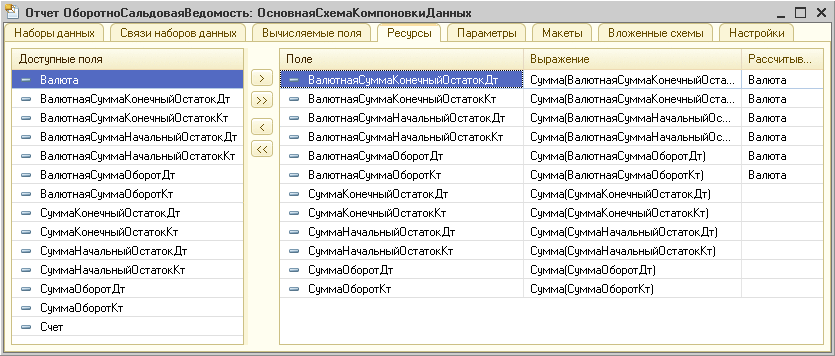 Отчет ОборотноСальдоваяВедомость: ОсновнаяСхемаКомпоновкиДанных
Наборы данных Связи наборов данных Вычисляемые поля Ресурсы Параметры Макеты Вложенные схемы Настройки
Доступные поля
Валюта
ВалютнаяСуммаКонечныйОстатокДт
ВалютнаяСуммаКонечныйОстатокКт
ВалютнаяСуммаНачальныйОстатокДт
ВалютнаяСуммаНачальныйОстатокКт
ВалютнаяСуммаОборотДт
ВалютнаяСуммаОборотКт
СуммаКонечныйОстатокДт
СуммаКонечныйОстатокКт
СуммаНачальныйОстатокДт
СуммаНачальныйОстатокКт
СуммаОборотДт
СуммаОборотКт
Счет
>
>>
<
<<
Поле Выражение Рассчитыв...
ВалютнаяСуммаКонечныйОстатокДт Сумма(ВалютнаяСуммаКонечныйОста... Валюта
ВалютнаяСуммаКонечныйОстатокКт Сумма(ВалютнаяСуммаКонечныйОста... Валюта
ВалютнаяСуммаНачальныйОстатокДт Сумма(ВалютнаяСуммаНачальныйОс... Валюта
ВалютнаяСуммаНачальныйОстатокКт Сумма(ВалютнаяСуммаНачальныйОс... Валюта
ВалютнаяСуммаОборотДт Сумма(ВалютнаяСуммаОборотДт) Валюта
ВалютнаяСуммаОборотКт Сумма(ВалютнаяСуммаОборотКт) Валюта
СуммаКонечныйОстатокДт Сумма(СуммаКонечныйОстатокДт)
СуммаКонечныйОстатокКт Сумма(СуммаКонечныйОстатокКт)
СуммаНачальныйОстатокДт Сумма(СуммаНачальныйОстатокДт)
СуммаНачальныйОстатокКт Сумма(СуммаНачальныйОстатокКт)
СуммаОборотДт Сумма(СуммаОборотДт)
СуммаОборотКт Сумма(СуммаОборотКт)